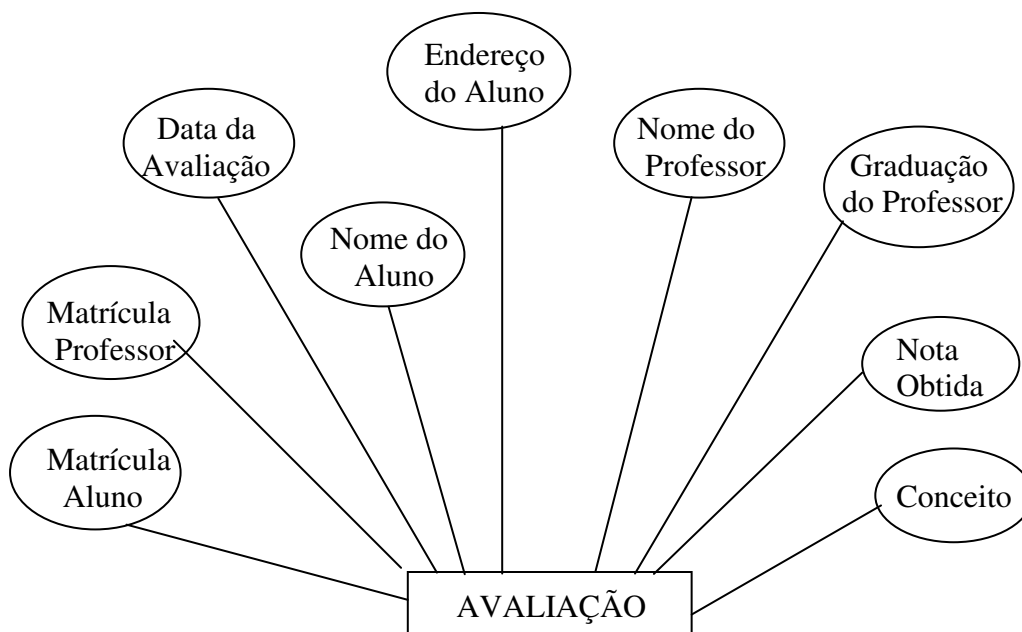 Endereço
do Aluno
Data da
Avaliação
Nome do
Professor
Graduação
do Professor
Nome do
Aluno
Matrícula
Professor
Nota
Obtida
Matrícula
Aluno
Conceito
AVALIAÇÃO